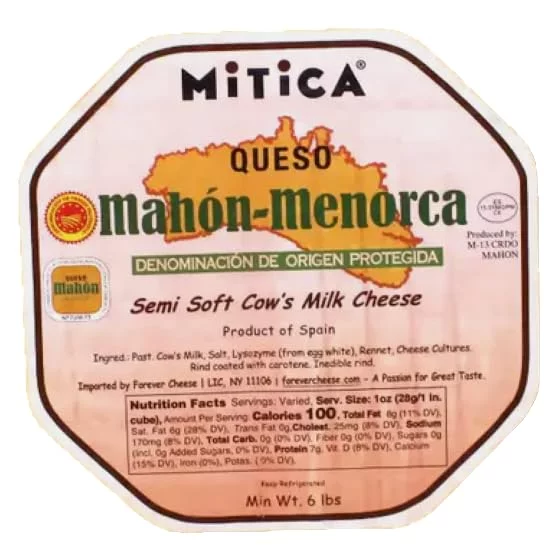 MiTiCA®
QUESO
Mahón-Menorca
DENOMINACIÓN DE ORIGEN PROTEGIDA
ES
CE
Produced by:
M-13 CRDO
MAHON
QUESO
Mahón
Semi Soft Cow's Milk Cheese
Product of Spain
Ingred.: Past. Cow's Milk, Salt, Lysozyme (from egg white), Rennet, Cheese Cultures.
Rind coated with carotene. Inedible rind.
Imported by Forever Cheese | LIC, NY 11106 | forevercheese.com - A Passion for Great Taste.
Nutrition Facts Servings: Varied, Serv. Size: 1oz (28g/1 in.
cube), Amount Per Serving: Calories 100, Total Fat 8g (11% DV),
Sat. Fat 6g (28% DV), Trans Fat 0g, Cholest. 25mg (8% DV), Sodium
170mg (8% DV), Total Carb. 0g (0% DV), Fiber 0g (0% DV), Sugars 0g
(Incl. 0g Added Sugars, 0% DV), Protein 7g, Vit. D (8% DV), Calcium
(15% DV), Iron (0%), Potas. (0% DV).
Keep Refrigerated
Min Wt. 6 lbs